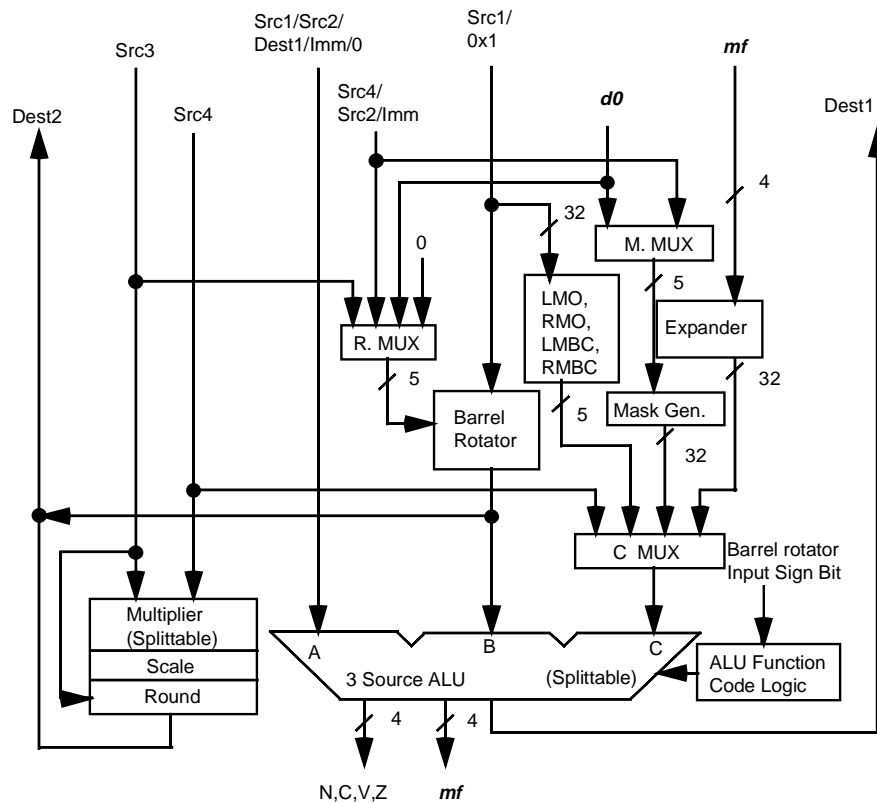 Src1/Src2/
Dest1/Imm/0
Src1/
0x1
Src3
mf
Src4/
Src2/Imm
d0
Dest2
Src4
Dest1
4
32
M. MUX
0
5
LMO,
RMO,
LMBC,
RMBC
Expander
R. MUX
5
32
5
Mask Gen.
Barrel
Rotator
32
C MUX
Barrel rotator
Input Sign Bit
Multiplier
(Splittable)
Scale
Round
A
B
C
3 Source ALU
(Splittable)
ALU Function
Code Logic
4
4
N,C,V,Z
mf